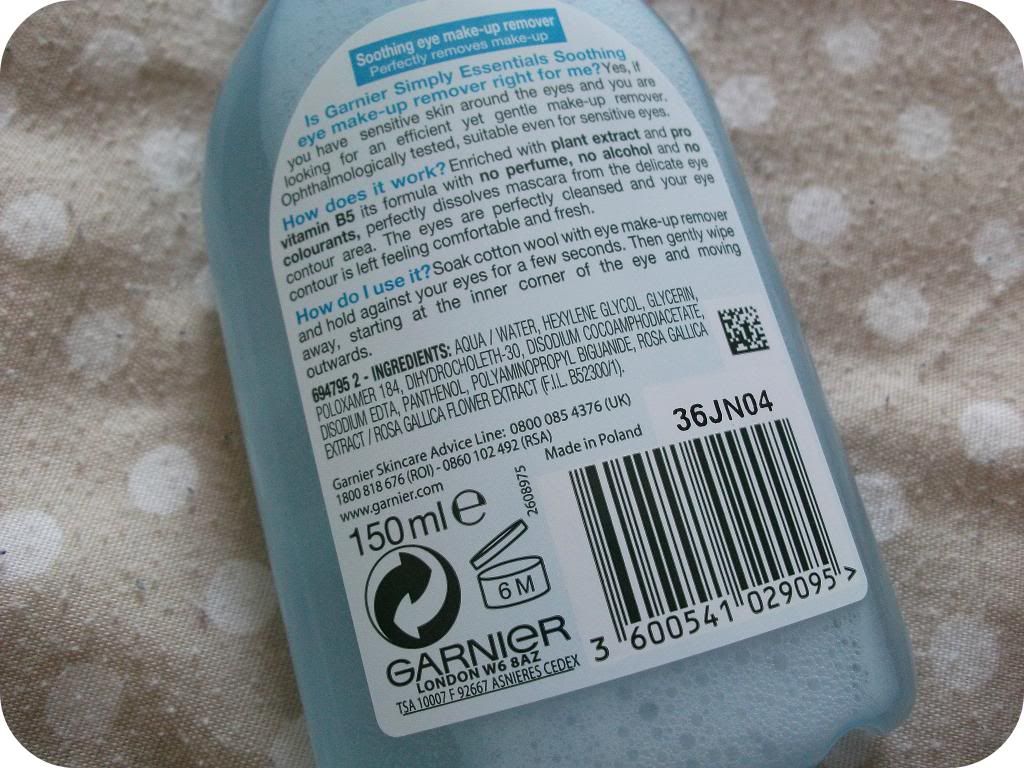 Soothing eye make-up remover
Perfectly removes make-up
Is Garnier Simply Essentials Soothing
eye make-up remover right for me? Yes, if
you have sensitive skin around the eyes and you are
looking for an efficient yet gentle make-up remover.
Ophthalmologically tested, suitable even for sensitive eyes.
How does it work? Enriched with plant extract and pro
vitamin B5 its formula with no perfume, no alcohol and no
colourants, perfectly dissolves mascara from the delicate eye
contour area. The eyes are perfectly cleansed and your eye
contour is left feeling comfortable and fresh.
How do I use it? Soak cotton wool with eye make-up remover
and hold against your eyes for a few seconds. Then gently wipe
away, starting at the inner corner of the eye and moving
outwards.
694795 2 - INGREDIENTS: AQUA / WATER, HEXYLENE GLYCOL, GLYCERIN,
POLOXAMER 184, DIHYDROCHOLETH-30, DISODIUM COCOAMPHODIACETATE,
DISODIUM EDTA, PANTHENOL, POLYAMINOPROPYL BIGUANIDE, ROSA GALLICA
EXTRACT / ROSA GALLICA FLOWER EXTRACT (F.I.L. B52300/1).
Garnier Skincare Advice Line: 0800 085 4376 (UK)
1800 818 676 (ROI) - 0860 102 492 (RSA)
www.garnier.com
Made in Poland
36JN04
150 ml e
2608975
6 M
GARNIER
LONDON W6 8AZ
TSA 10007 F 92667 ASNIERES CEDEX
3 600541 029095 >